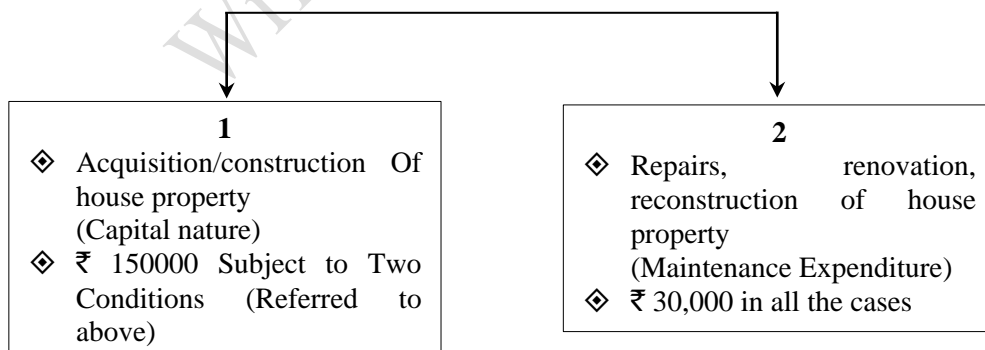 1
❖ Acquisition/construction Of
house property
(Capital nature)
❖ ₹ 150000 Subject to Two
Conditions (Referred to
above)
2
❖ Repairs, renovation,
reconstruction of house
property
(Maintenance Expenditure)
❖ ₹ 30,000 in all the cases